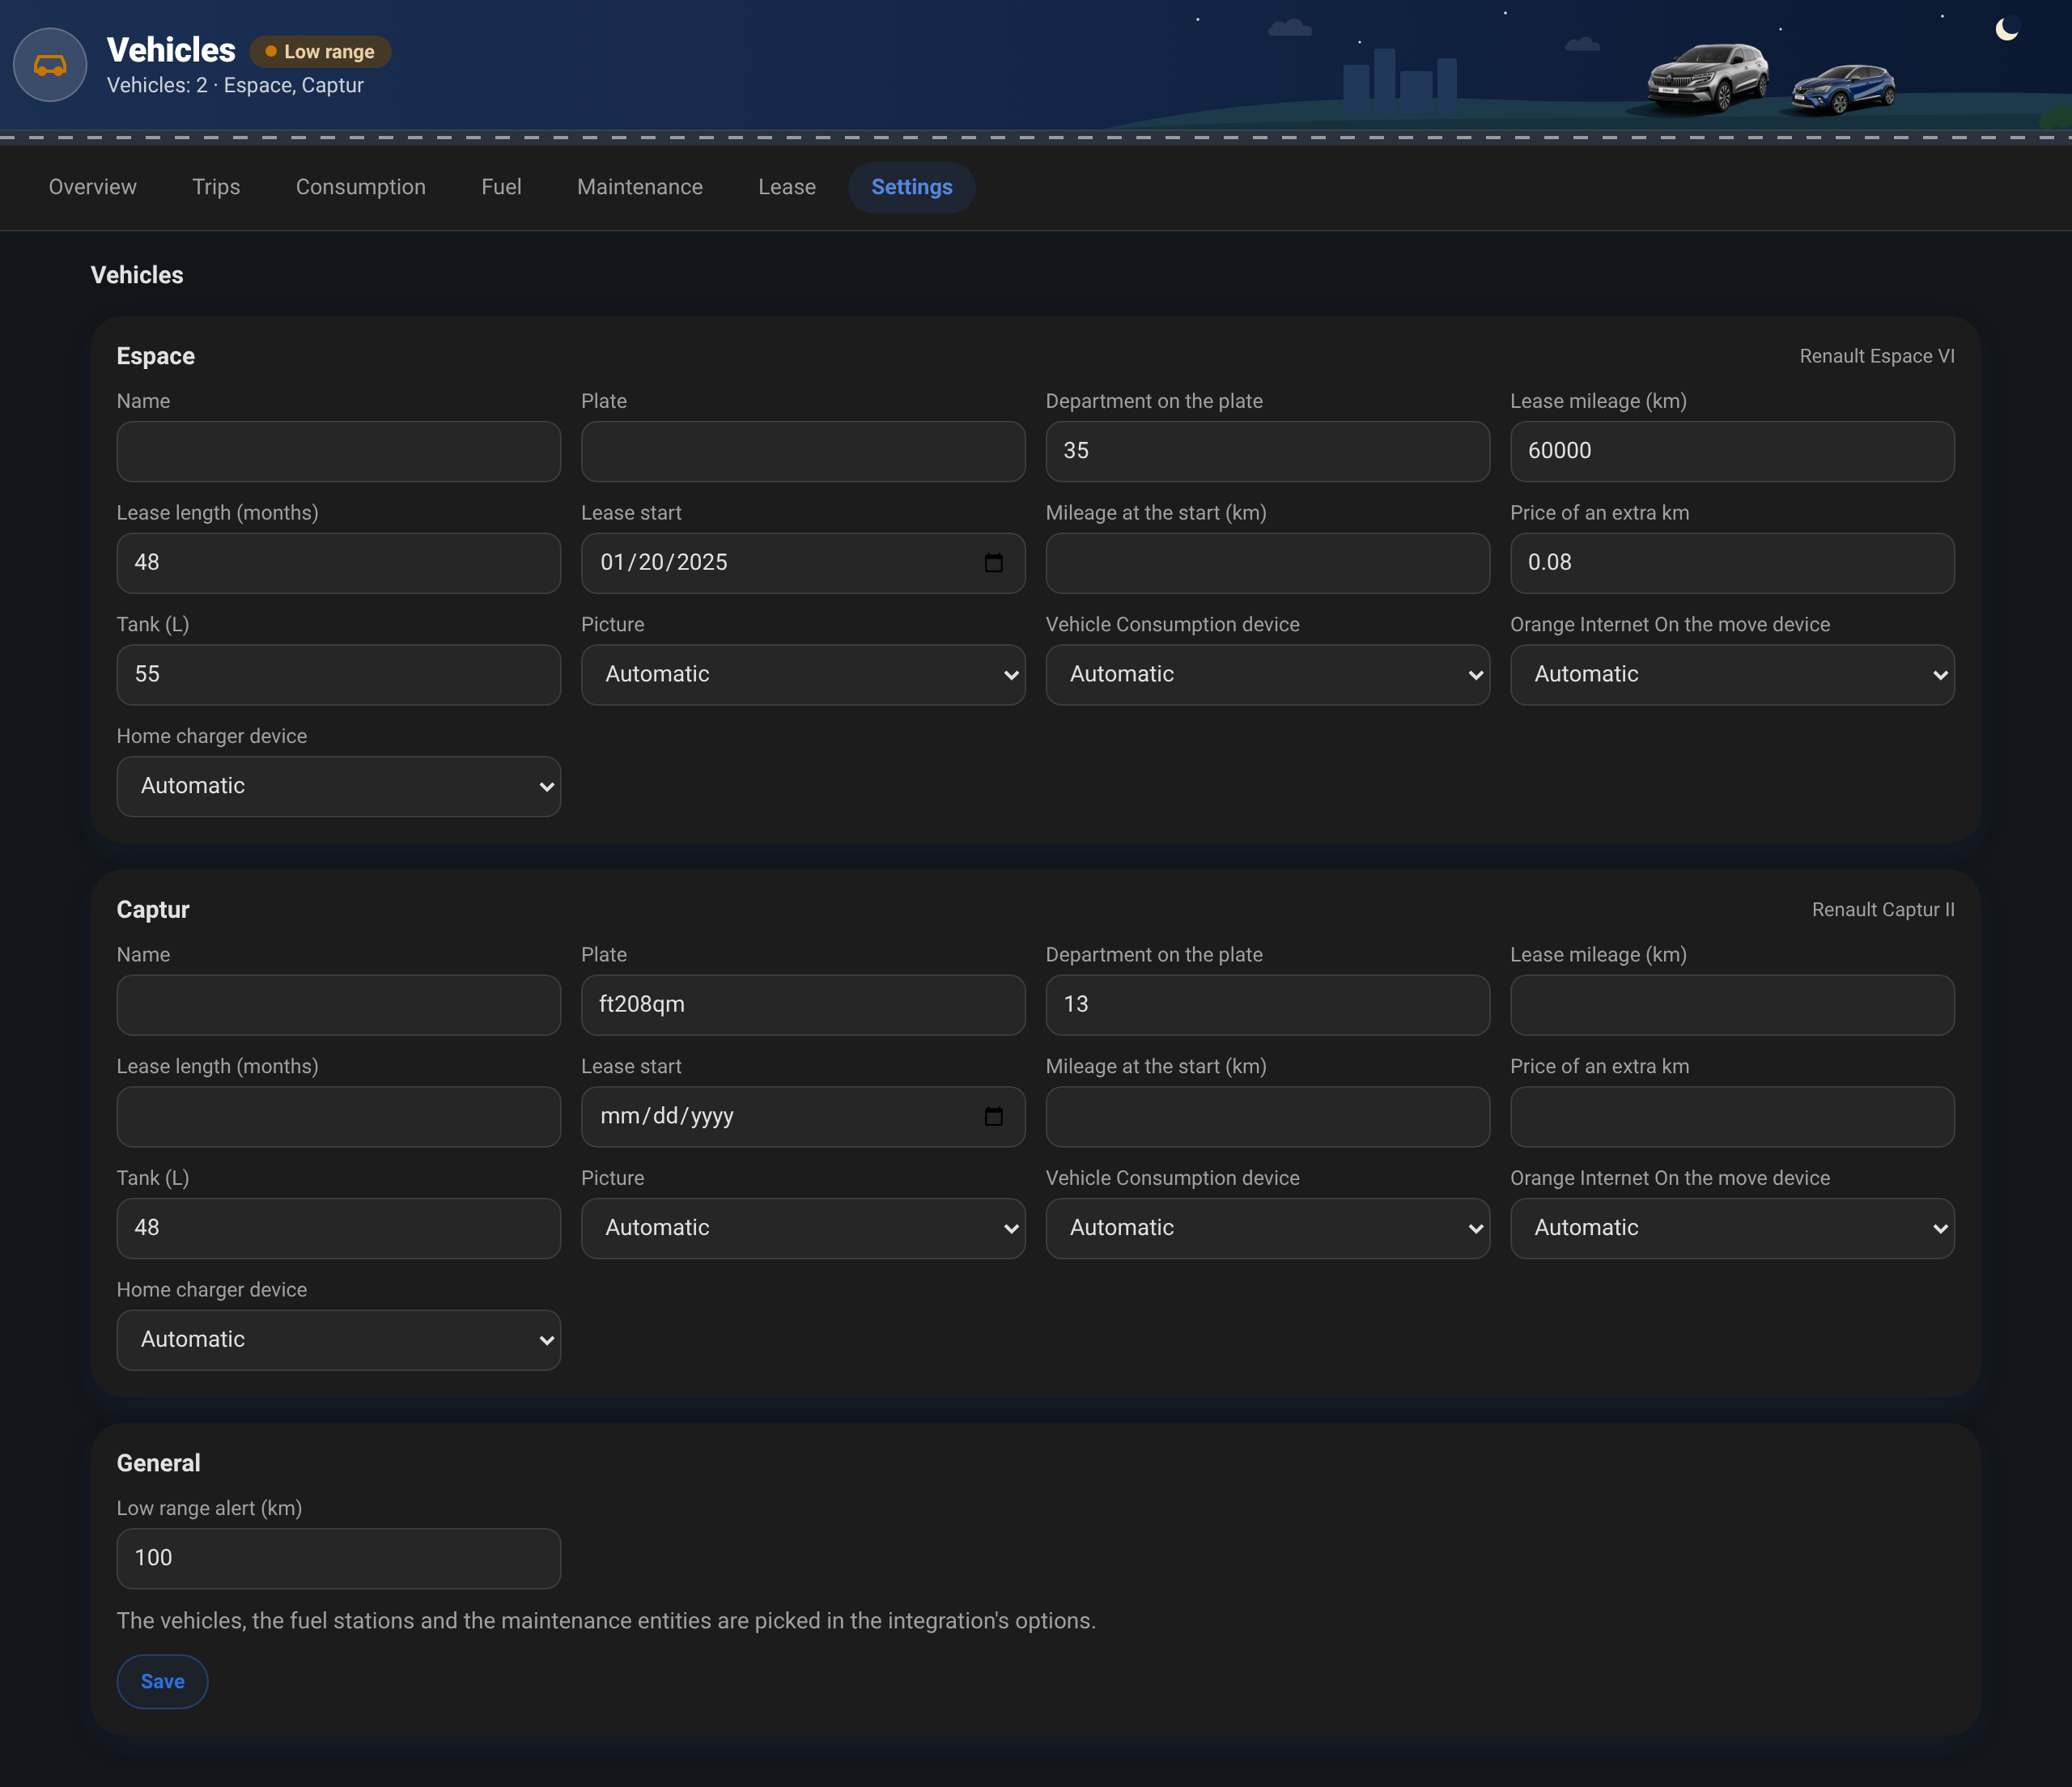 Vehicles
Low range
Vehicles: 2 · Espace, Captur
Overview Trips Consumption Fuel Maintenance Lease Settings
Vehicles
Espace Renault Espace VI
Name Plate Department on the plate Lease mileage (km)
35 60000
Lease length (months) Lease start Mileage at the start (km) Price of an extra km
48 01/20/2025 0.08
Tank (L) Picture Vehicle Consumption device Orange Internet On the move device
55 Automatic Automatic Automatic
Home charger device
Automatic
Captur Renault Captur II
Name Plate Department on the plate Lease mileage (km)
ft208qm 13
Lease length (months) Lease start Mileage at the start (km) Price of an extra km
mm/dd/yyyy
Tank (L) Picture Vehicle Consumption device Orange Internet On the move device
48 Automatic Automatic Automatic
Home charger device
Automatic
General
Low range alert (km)
100
The vehicles, the fuel stations and the maintenance entities are picked in the integration's options.
Save